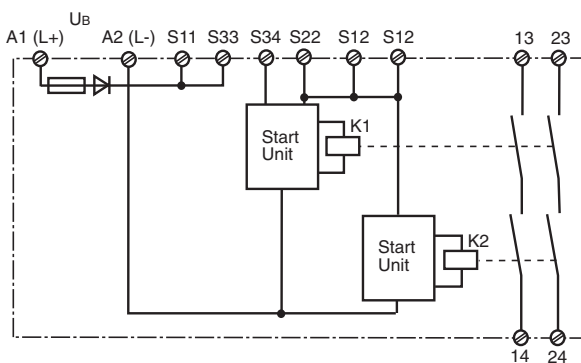 UB
A1 (L+) A2 (L-) S11 S33 S34 S22 S12 S12 13 23
K1
Start
Unit
K2
Start
Unit
14 24